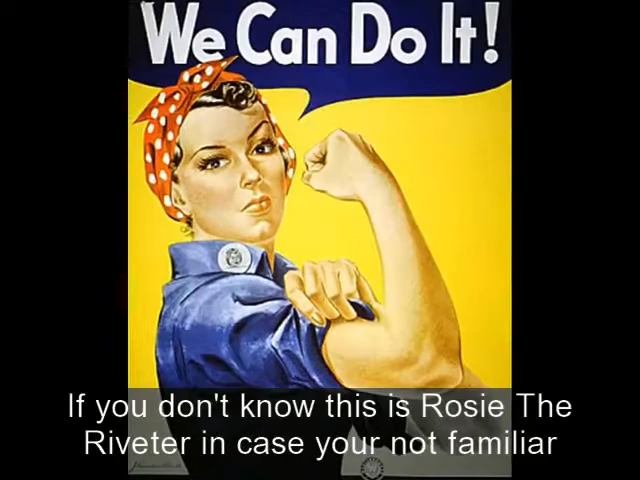 We Can Do It!
If you don't know this is Rosie The
Riveter in case your not familiar